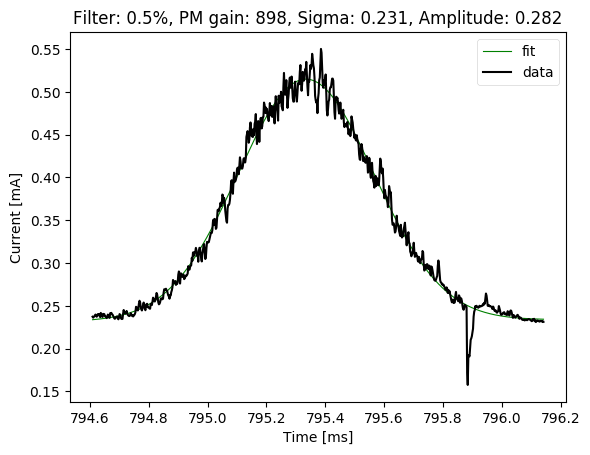 Filter: 0.5%, PM gain: 898, Sigma: 0.231, Amplitude: 0.282
fit
data
Current [mA]
0.55
0.50
0.45
0.40
0.35
0.30
0.25
0.20
0.15
794.6 794.8 795.0 795.2 795.4 795.6 795.8 796.0 796.2
Time [ms]